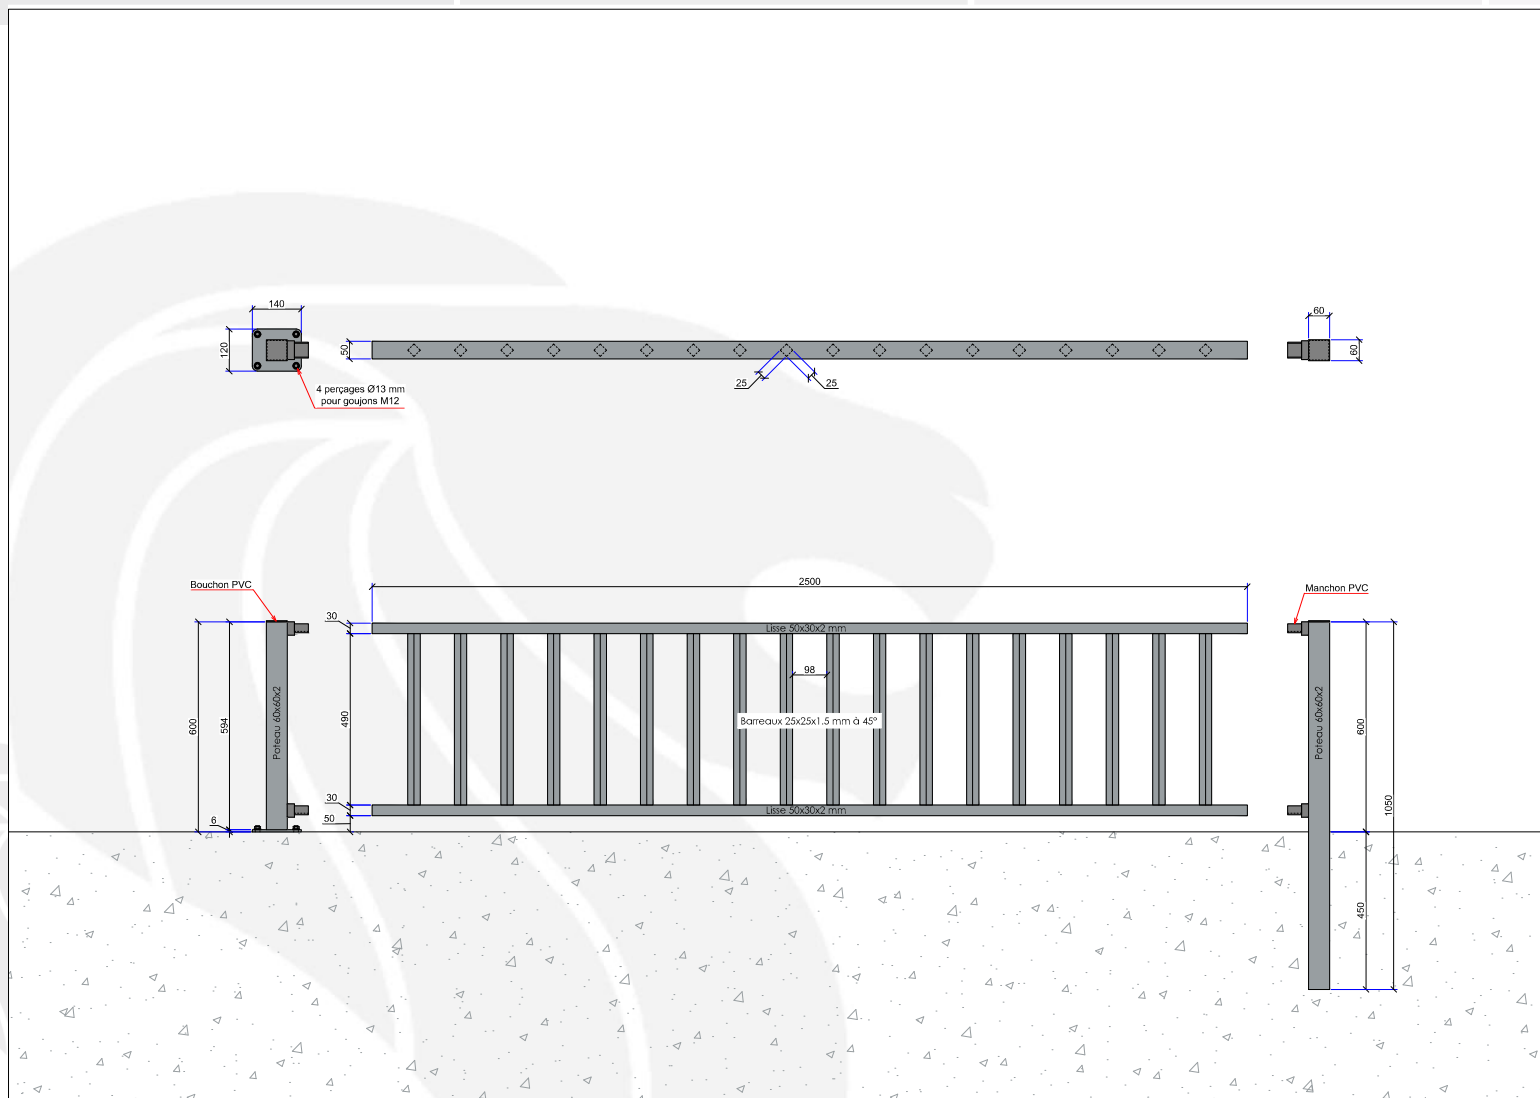 140
120
4 perçages Ø13 mm
pour goujons M12
50
25
25
60
60
Bouchon PVC
2500
Manchon PVC
30
Lisse 50x30x2 mm
98
Barreaux 25x25x1.5 mm à 45°
600
594
Poteau 60x60x2
490
Poteau 60x60x2
600
1050
30
Lisse 50x30x2 mm
50
6
450